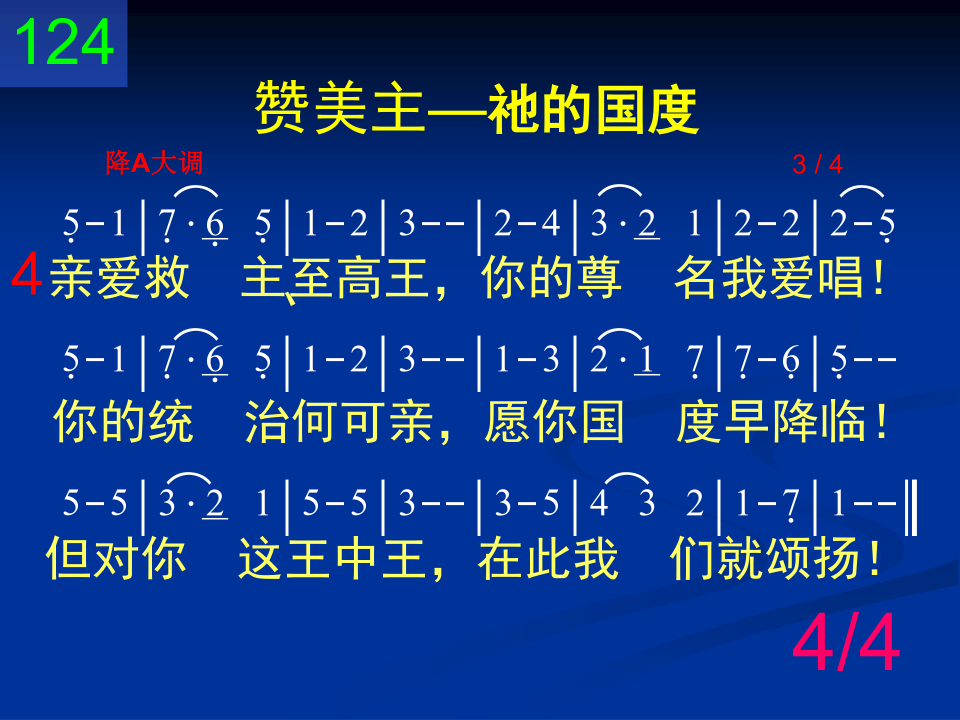 124
赞美主—祂的国度
降A大调 3 / 4
5̣-1|7̣·6̣ 5̣|1-2|3--|2-4|3·2 1|2-2|2-5̣
4亲爱救 主、至高王，你的尊 名我爱唱！
5̣-1|7̣·6̣ 5̣|1-2|3--|1-3|2·1 7̣|7̣-6̣|5̣--
你的统 治何可亲，愿你国 度早降临！
5-5|3·2 1|5-5|3--|3-5|4 3 2|1-7̣|1--‖
但对你 这王中王，在此我 们就颂扬！
4/4